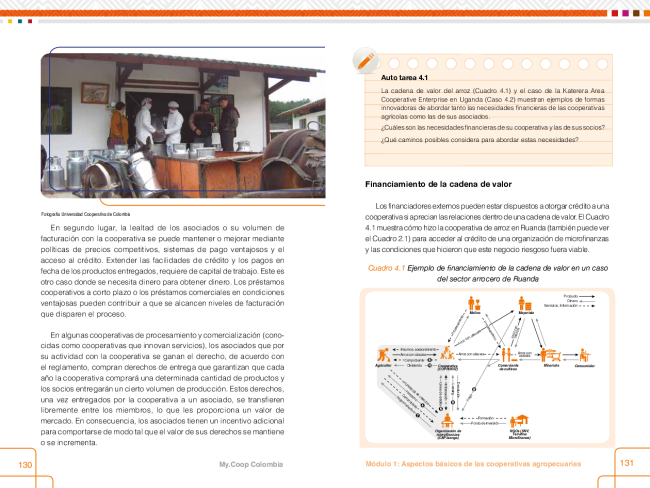 Fotografía Universidad Cooperativa de Colombia
En segundo lugar, la lealtad de los asociados o su volumen de
facturación con la cooperativa se puede mantener o mejorar mediante
políticas de precios competitivos, sistemas de pago ventajosos y el
acceso al crédito. Extender las facilidades de crédito y los pagos en
fecha de los productos entregados, requiere de capital de trabajo. Este es
otro caso donde se necesita dinero para obtener dinero. Los préstamos
cooperativos a corto plazo o los préstamos comerciales en condiciones
ventajosas pueden contribuir a que se alcancen niveles de facturación
que disparen el proceso.
En algunas cooperativas de procesamiento y comercialización (cono-
cidas como cooperativas que innovan servicios), los asociados que por
su actividad con la cooperativa se ganan el derecho, de acuerdo con
el reglamento, compran derechos de entrega que garantizan que cada
año la cooperativa comprará una determinada cantidad de productos y
los socios entregarán un cierto volumen de producción. Estos derechos,
una vez entregados por la cooperativa a un asociado, se transfieren
libremente entre los miembros, lo que les proporciona un valor de
mercado. En consecuencia, los asociados tienen un incentivo adicional
para comportarse de modo tal que el valor de sus derechos se mantiene
o se incrementa.
130
My.Coop Colombia
Auto tarea 4.1
La cadena de valor del arroz (Cuadro 4.1) y el caso de la Katerera Area
Cooperative Enterprise en Uganda (Caso 4.2) muestran ejemplos de formas
innovadoras de abordar tanto las necesidades financieras de las cooperativas
agrícolas como las de sus asociados.
¿Cuáles son las necesidades financieras de su cooperativa y las de sus socios?
¿Qué caminos posibles considera para abordar estas necesidades?
Financiamiento de la cadena de valor
Los financiadores externos pueden estar dispuestos a otorgar crédito a una
cooperativa si aprecian las relaciones dentro de una cadena de valor. El Cuadro
4.1 muestra cómo hizo la cooperativa de arroz en Ruanda (también puede ver
el Cuadro 2.1) para acceder al crédito de una organización de microfinanzas
y las condiciones que hicieron que este negocio riesgoso fuera viable.
Cuadro 4.1 Ejemplo de financiamiento de la cadena de valor en un caso
del sector arrocero de Ruanda
Producto
Dinero
Servicios, Información
Molino
Mayorista
Arroz con cáscara
Dividendo
Agricultor
Cooperativa
Arroz con cáscara
Comerciante
Minorista
Consumidor
Pago
Organización de
microfinanzas
Módulo 1: Aspectos básicos de las cooperativas agropecuarias
131